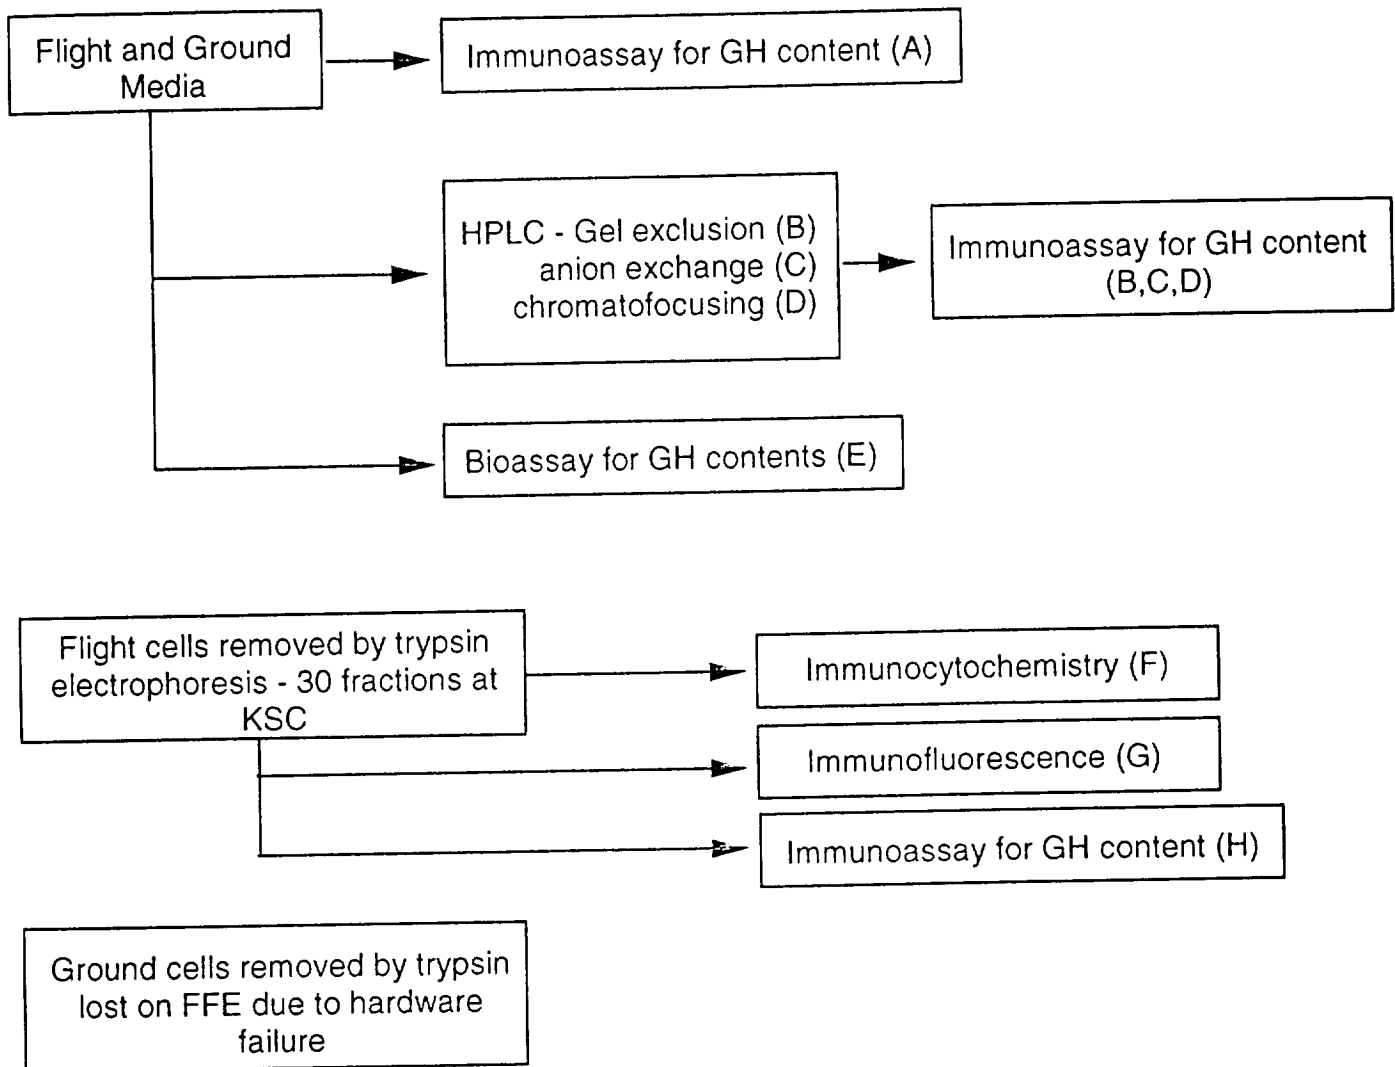 Flight and Ground
Media
Immunoassay for GH content (A)
HPLC - Gel exclusion (B)
anion exchange (C)
chromatofocusing (D)
Immunoassay for GH content
(B,C,D)
Bioassay for GH contents (E)
Flight cells removed by trypsin
electrophoresis - 30 fractions at
KSC
Immunocytochemistry (F)
Immunofluorescence (G)
Immunoassay for GH content (H)
Ground cells removed by trypsin
lost on FFE due to hardware
failure